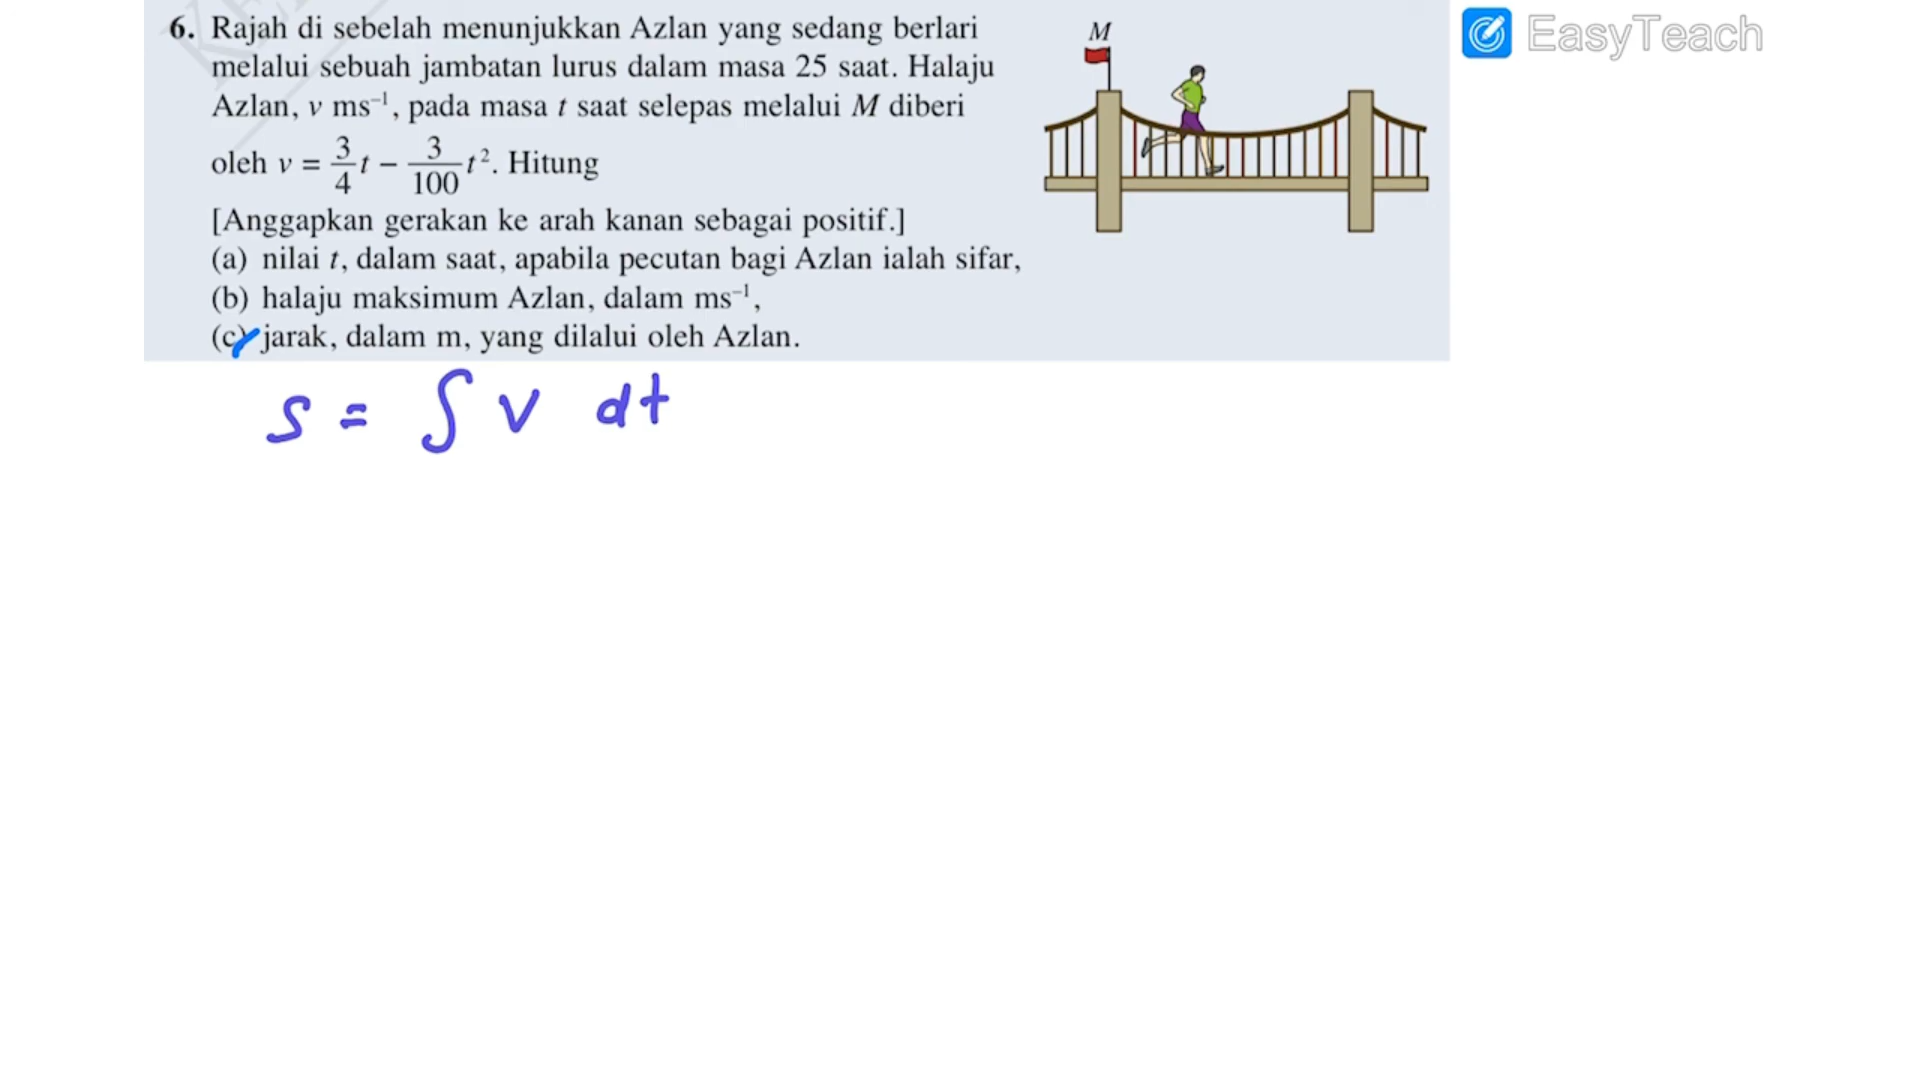 6. Rajah di sebelah menunjukkan Azlan yang sedang berlari
melalui sebuah jambatan lurus dalam masa 25 saat. Halaju
Azlan, v ms⁻¹, pada masa t saat selepas melalui M diberi
oleh v = 3/4 t – 3/100 t². Hitung
[Anggapkan gerakan ke arah kanan sebagai positif.]
(a) nilai t, dalam saat, apabila pecutan bagi Azlan ialah sifar,
(b) halaju maksimum Azlan, dalam ms⁻¹,
(c) jarak, dalam m, yang dilalui oleh Azlan.
M
EasyTeach
s = ∫ v dt